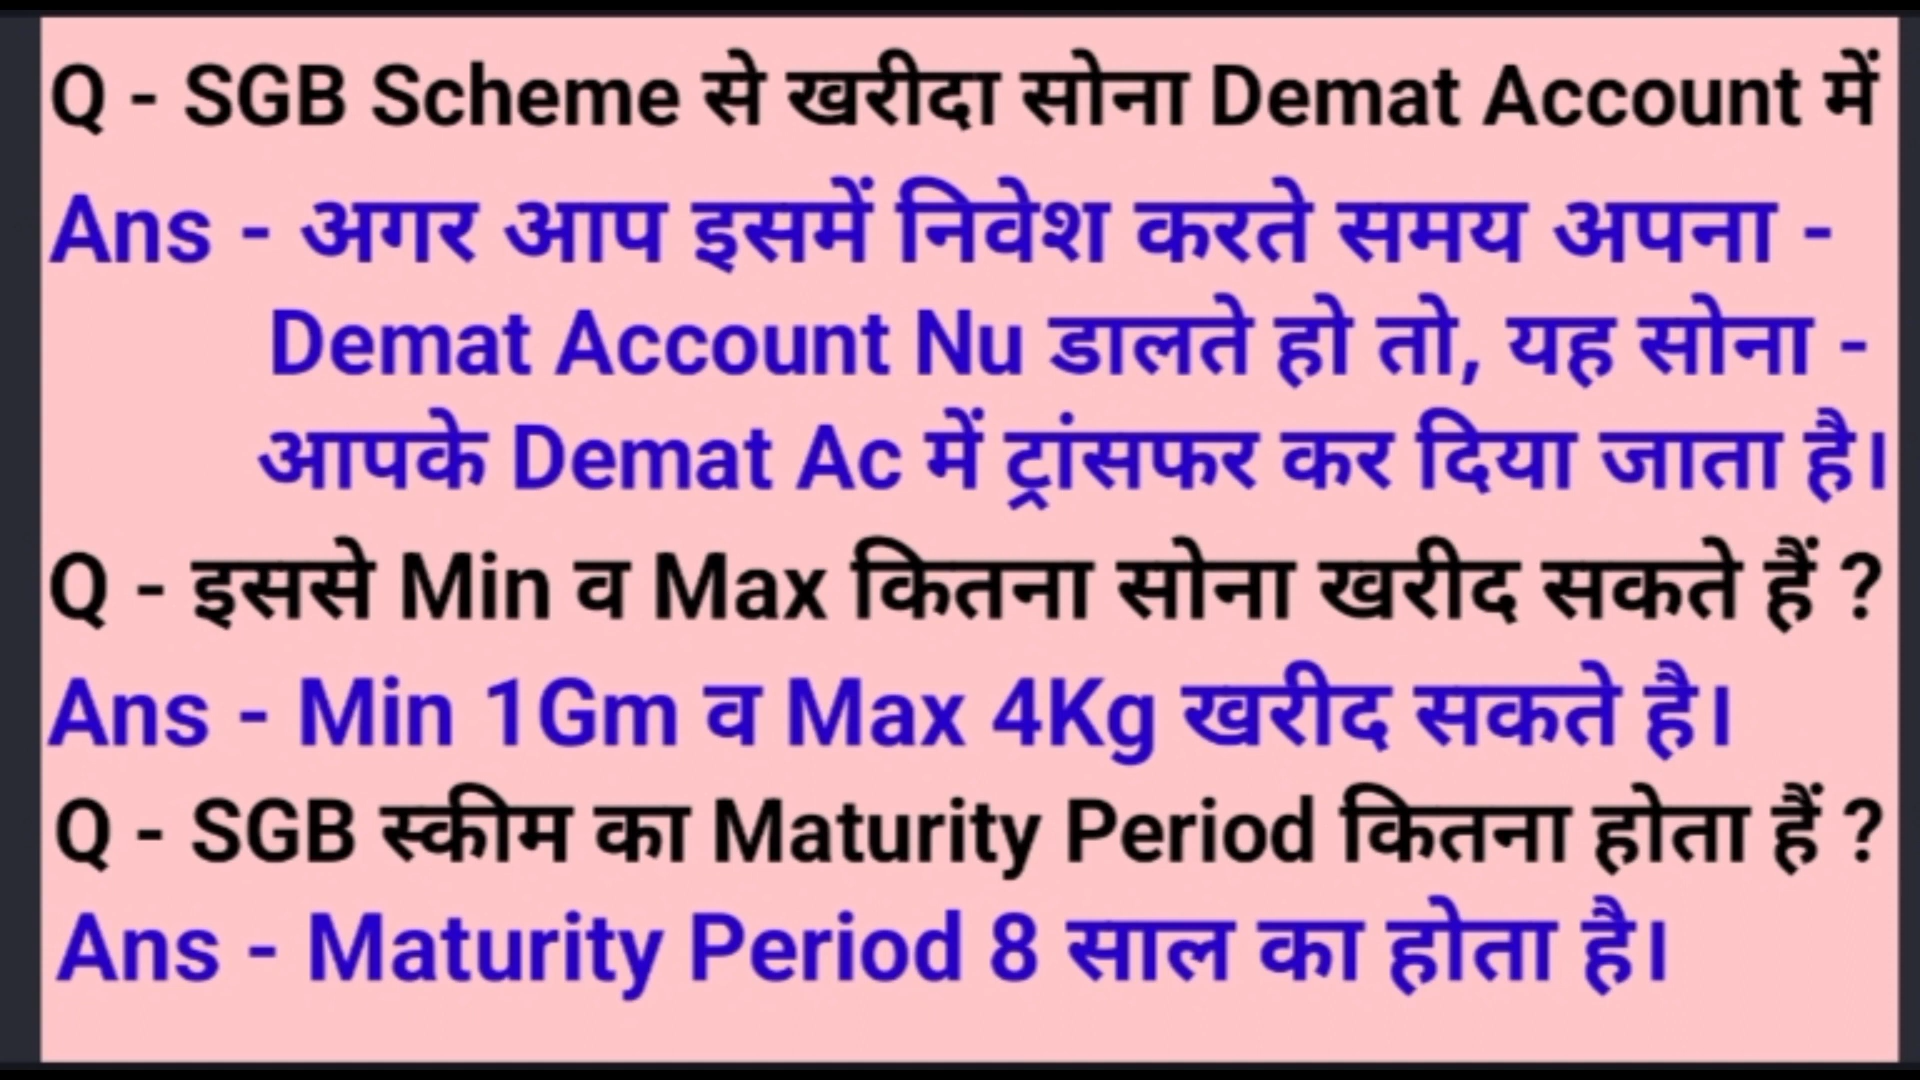 Q - SGB Scheme से खरीदा सोना Demat Account में
Ans - अगर आप इसमें निवेश करते समय अपना -
Demat Account Nu डालते हो तो, यह सोना -
आपके Demat Ac में ट्रांसफर कर दिया जाता है।
Q - इससे Min व Max कितना सोना खरीद सकते हैं ?
Ans - Min 1Gm व Max 4Kg खरीद सकते है।
Q - SGB स्कीम का Maturity Period कितना होता हैं ?
Ans - Maturity Period 8 साल का होता है।